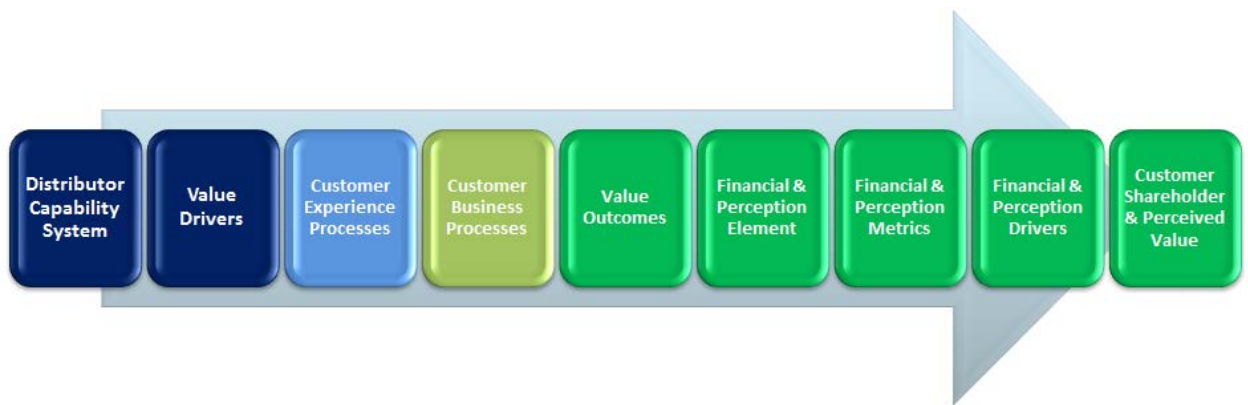 Distributor
Capability
System
Value
Drivers
Customer
Experience
Processes
Customer
Business
Processes
Value
Outcomes
Financial &
Perception
Element
Financial &
Perception
Metrics
Financial &
Perception
Drivers
Customer
Shareholder
& Perceived
Value